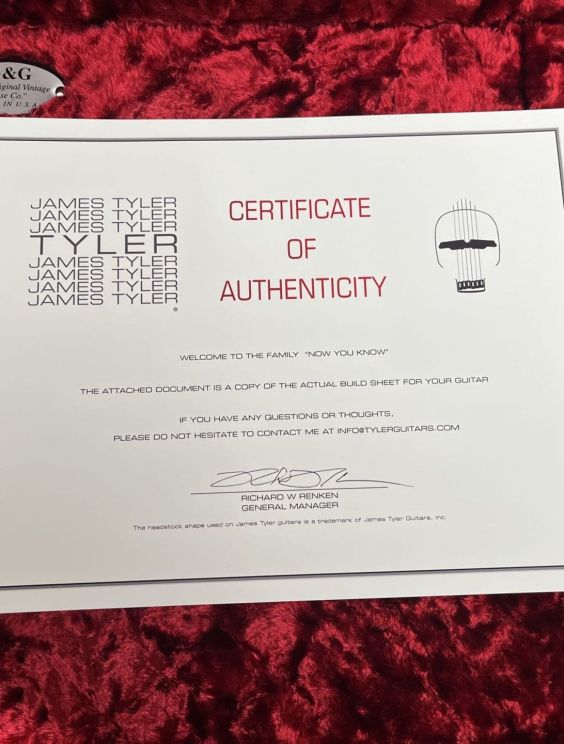 &G
ginal Vintage
se Co."
IN U.S.A
JAMES TYLER
JAMES TYLER
JAMES TYLER
TYLER
JAMES TYLER
JAMES TYLER
JAMES TYLER
JAMES TYLER
®
CERTIFICATE
OF
AUTHENTICITY
WELCOME TO THE FAMILY "NOW YOU KNOW"
THE ATTACHED DOCUMENT IS A COPY OF THE ACTUAL BUILD SHEET FOR YOUR GUITAR
IF YOU HAVE ANY QUESTIONS OR THOUGHTS,
PLEASE DO NOT HESITATE TO CONTACT ME AT INFO@TYLERGUITARS.COM
RICHARD W RENKEN
GENERAL MANAGER
The headstock shape used on James Tyler guitars is a trademark of James Tyler Guitars, Inc.